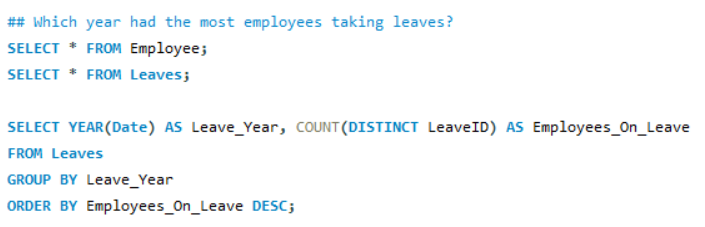 ## Which year had the most employees taking leaves?
SELECT * FROM Employee;
SELECT * FROM Leaves;
SELECT YEAR(Date) AS Leave_Year, COUNT(DISTINCT LeaveID) AS Employees_On_Leave
FROM Leaves
GROUP BY Leave_Year
ORDER BY Employees_On_Leave DESC;